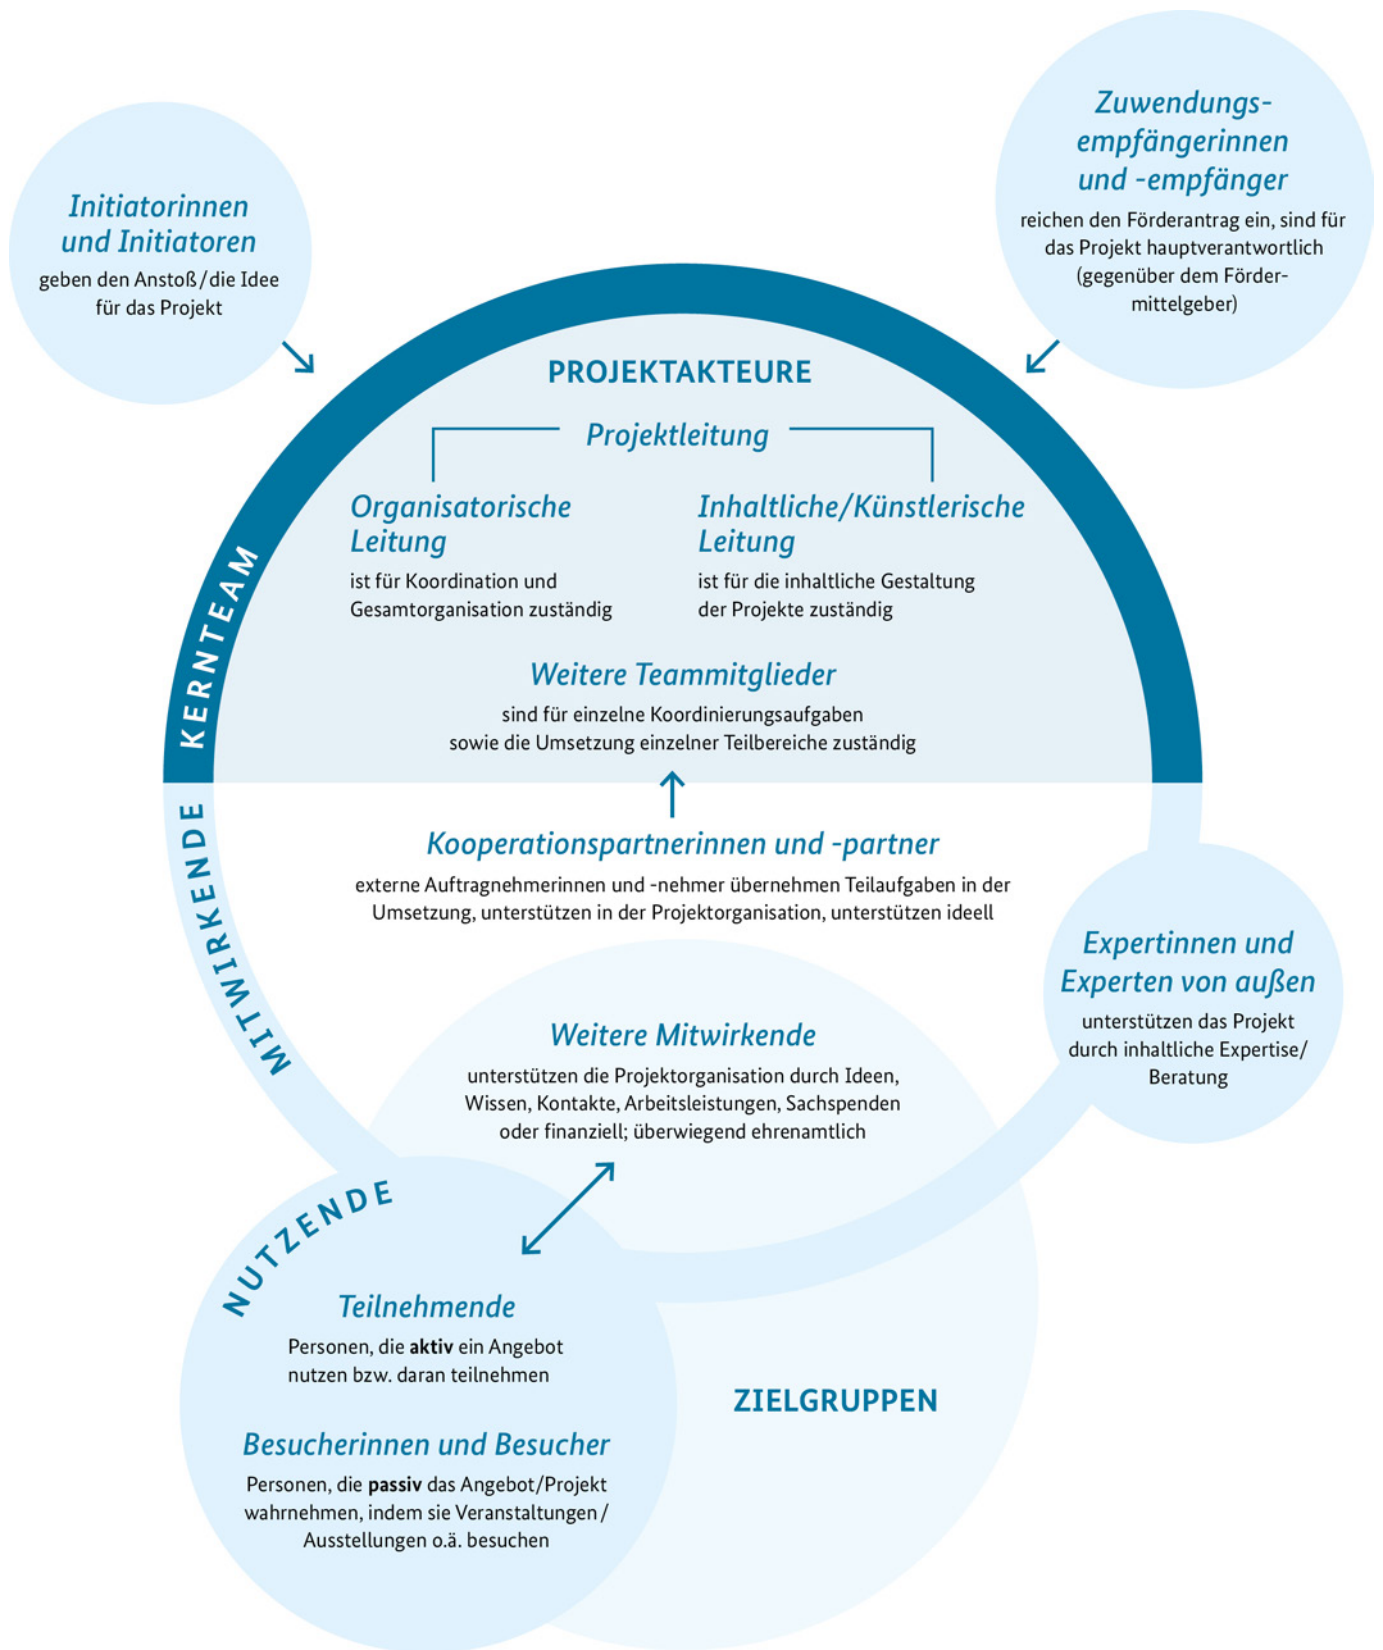 Initiatorinnen
und Initiatoren
geben den Anstoß/die Idee
für das Projekt
Zuwendungs-
empfängerinnen
und -empfänger
reichen den Förderantrag ein, sind für
das Projekt hauptverantwortlich
(gegenüber dem Förder-
mittelgeber)
KERNTEAM
PROJEKTAKTEURE
Projektleitung
Organisatorische
Leitung
ist für Koordination und
Gesamtorganisation zuständig
Inhaltliche/Künstlerische
Leitung
ist für die inhaltliche Gestaltung
der Projekte zuständig
Weitere Teammitglieder
sind für einzelne Koordinierungsaufgaben
sowie die Umsetzung einzelner Teilbereiche zuständig
MITWIRKENDE
Kooperationspartnerinnen und -partner
externe Auftragnehmerinnen und -nehmer übernehmen Teilaufgaben in der
Umsetzung, unterstützen in der Projektorganisation, unterstützen ideell
Expertinnen und
Experten von außen
unterstützen das Projekt
durch inhaltliche Expertise/
Beratung
Weitere Mitwirkende
unterstützen die Projektorganisation durch Ideen,
Wissen, Kontakte, Arbeitsleistungen, Sachspenden
oder finanziell; überwiegend ehrenamtlich
NUTZENDE
Teilnehmende
Personen, die aktiv ein Angebot
nutzen bzw. daran teilnehmen
ZIELGRUPPEN
Besucherinnen und Besucher
Personen, die passiv das Angebot/Projekt
wahrnehmen, indem sie Veranstaltungen/
Ausstellungen o.ä. besuchen